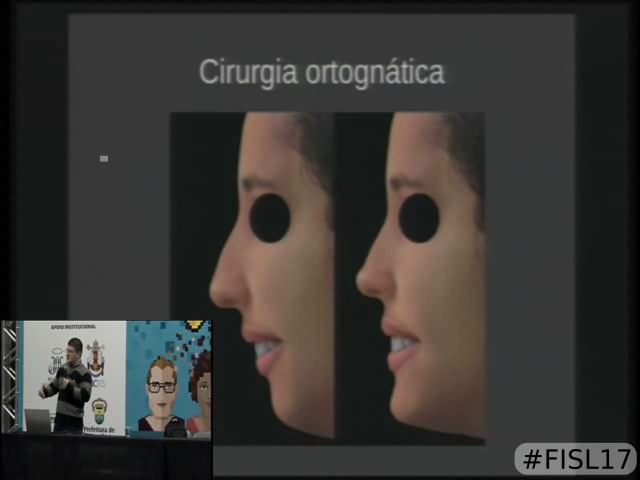 Cirurgia ortognática
APOIO INSTITUCIONAL
Prefeitura de
#FISL17